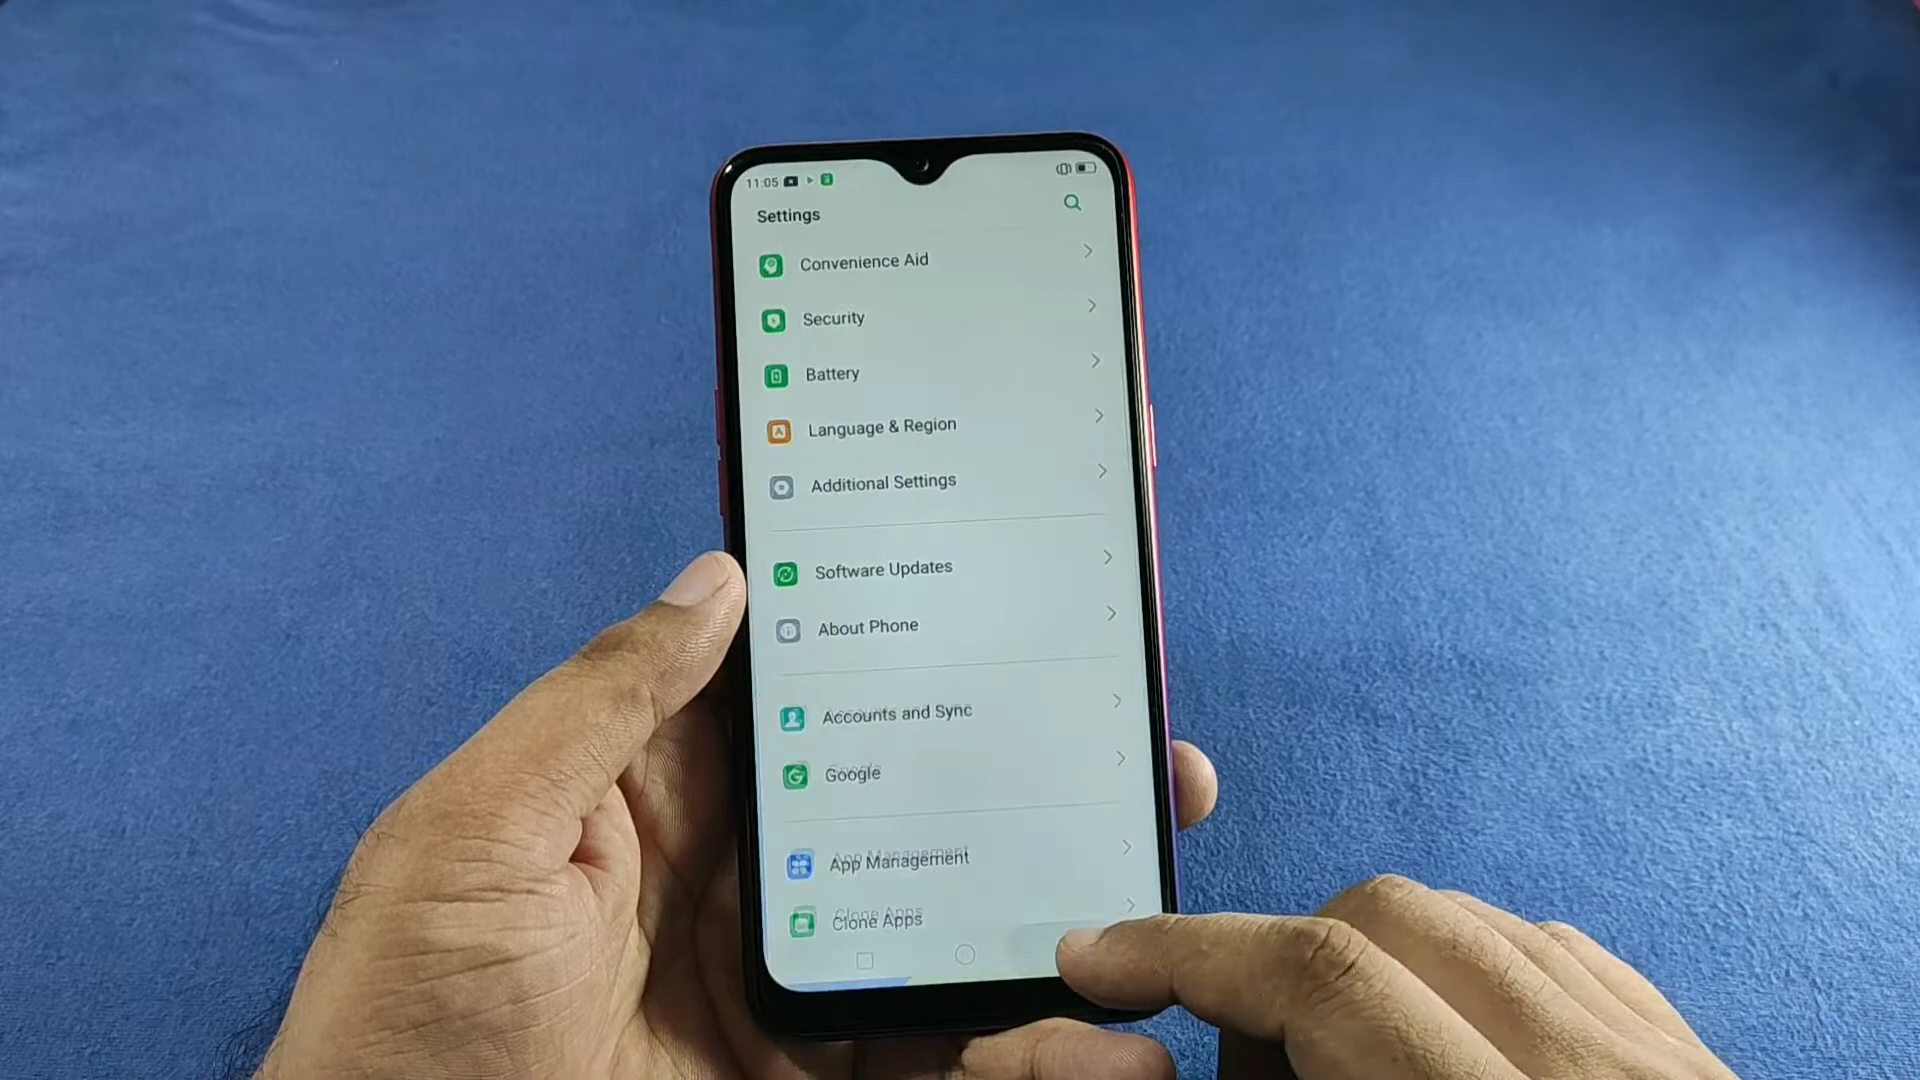 11:05
Settings
Convenience Aid
Security
Battery
Language & Region
Additional Settings
Software Updates
About Phone
Accounts and Sync
Google
App Management
Clone Apps